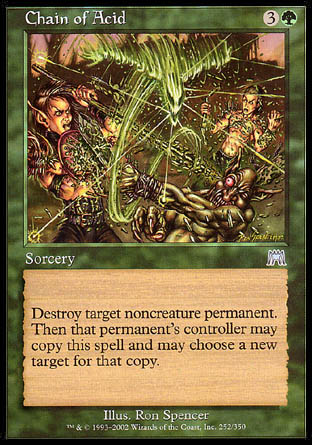 Chain of Acid 3
Sorcery
Destroy target noncreature permanent.
Then that permanent's controller may
copy this spell and may choose a new
target for that copy.
Illus. Ron Spencer
™ & © 1993–2002 Wizards of the Coast, Inc. 252/350